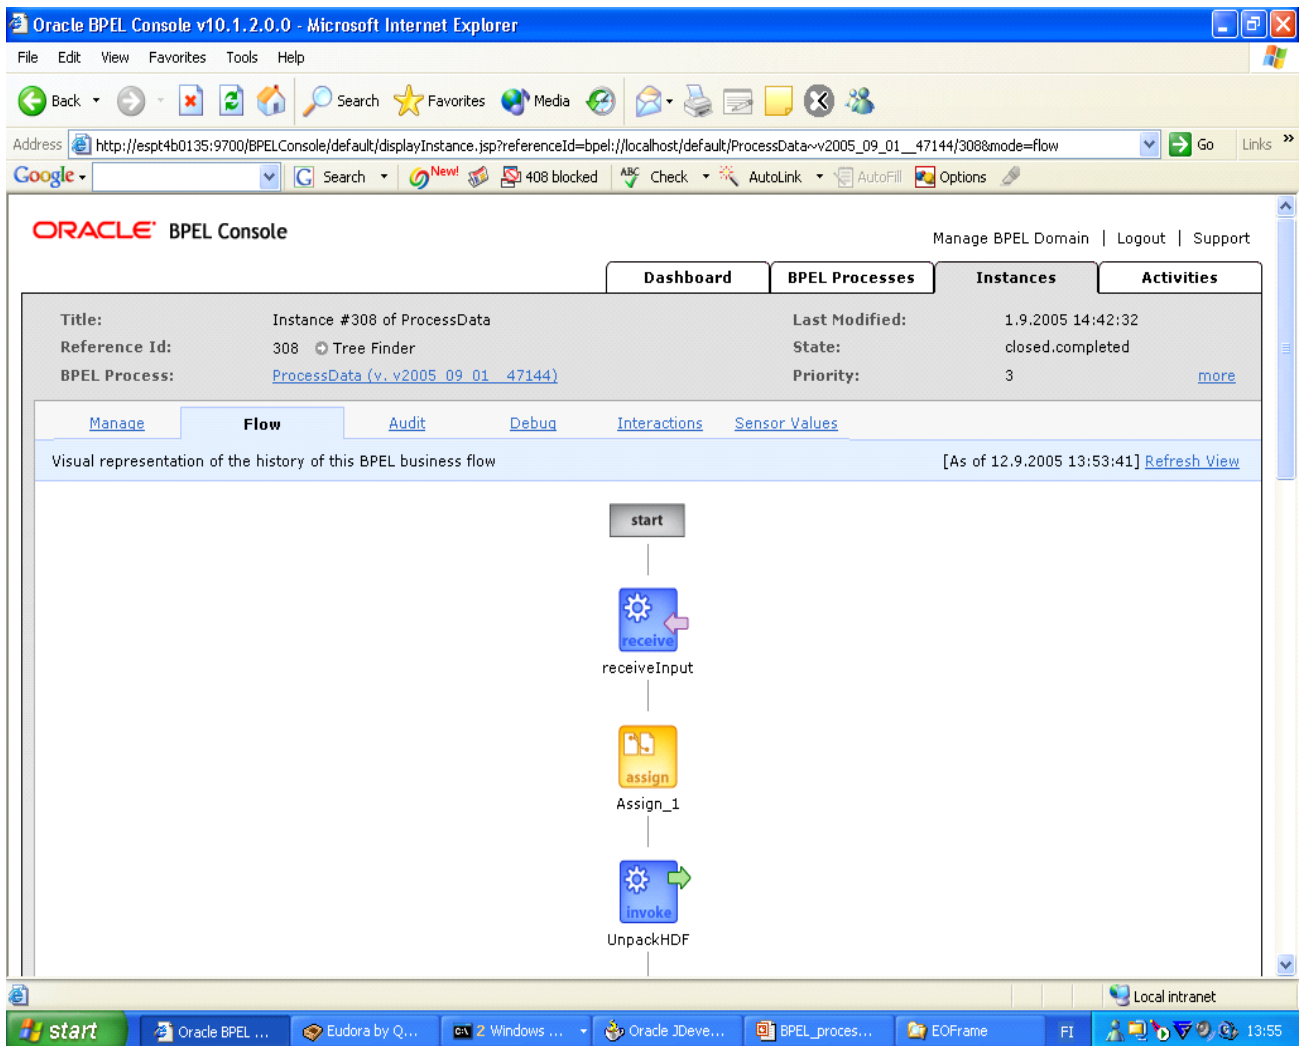 Oracle BPEL Console v10.1.2.0.0 - Microsoft Internet Explorer
File Edit View Favorites Tools Help
Back Search Favorites Media
Address http://espt4b0135:9700/BPELConsole/default/displayInstance.jsp?referenceId=bpel://localhost/default/ProcessData~v2005_09_01__47144/308&mode=flow Go Links »
Google Search New! 408 blocked ABC Check AutoLink AutoFill Options
ORACLE BPEL Console
Manage BPEL Domain | Logout | Support
Dashboard BPEL Processes Instances Activities
Title: Instance #308 of ProcessData Last Modified: 1.9.2005 14:42:32
Reference Id: 308 Tree Finder State: closed.completed
BPEL Process: ProcessData (v. v2005_09_01__47144) Priority: 3 more
Manage Flow Audit Debug Interactions Sensor Values
Visual representation of the history of this BPEL business flow [As of 12.9.2005 13:53:41] Refresh View
start
receive
receiveInput
assign
Assign_1
invoke
UnpackHDF
Local intranet
start Oracle BPEL ... Eudora by Q... 2 Windows ... Oracle JDeve... BPEL_proces... EOFrame FI 13:55